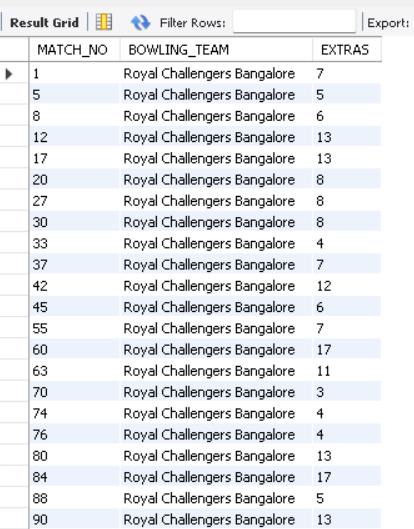 Result Grid Filter Rows: Export:
MATCH_NO BOWLING_TEAM EXTRAS
1 Royal Challengers Bangalore 7
5 Royal Challengers Bangalore 5
8 Royal Challengers Bangalore 6
12 Royal Challengers Bangalore 13
17 Royal Challengers Bangalore 13
20 Royal Challengers Bangalore 8
27 Royal Challengers Bangalore 8
30 Royal Challengers Bangalore 8
33 Royal Challengers Bangalore 4
37 Royal Challengers Bangalore 7
42 Royal Challengers Bangalore 12
45 Royal Challengers Bangalore 6
55 Royal Challengers Bangalore 7
60 Royal Challengers Bangalore 17
63 Royal Challengers Bangalore 11
70 Royal Challengers Bangalore 3
74 Royal Challengers Bangalore 4
76 Royal Challengers Bangalore 4
80 Royal Challengers Bangalore 13
84 Royal Challengers Bangalore 17
88 Royal Challengers Bangalore 5
90 Royal Challengers Bangalore 13